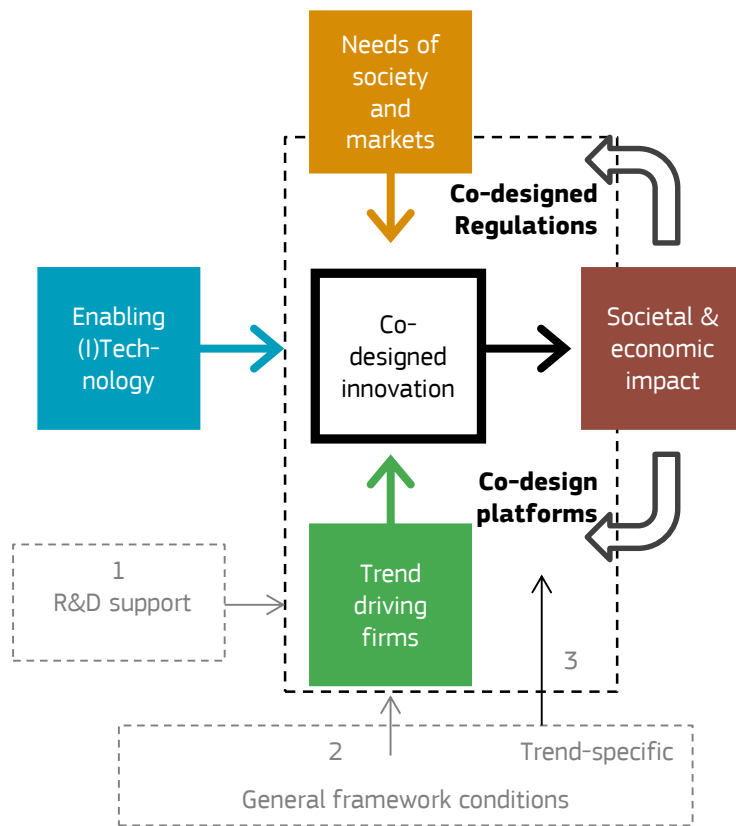 Needs of
society
and
markets
Co-designed
Regulations
Enabling
(I)Tech-
nology
Co-
designed
innovation
Societal &
economic
impact
Co-design
platforms
1
R&D support
Trend
driving
firms
3
2
Trend-specific
General framework conditions